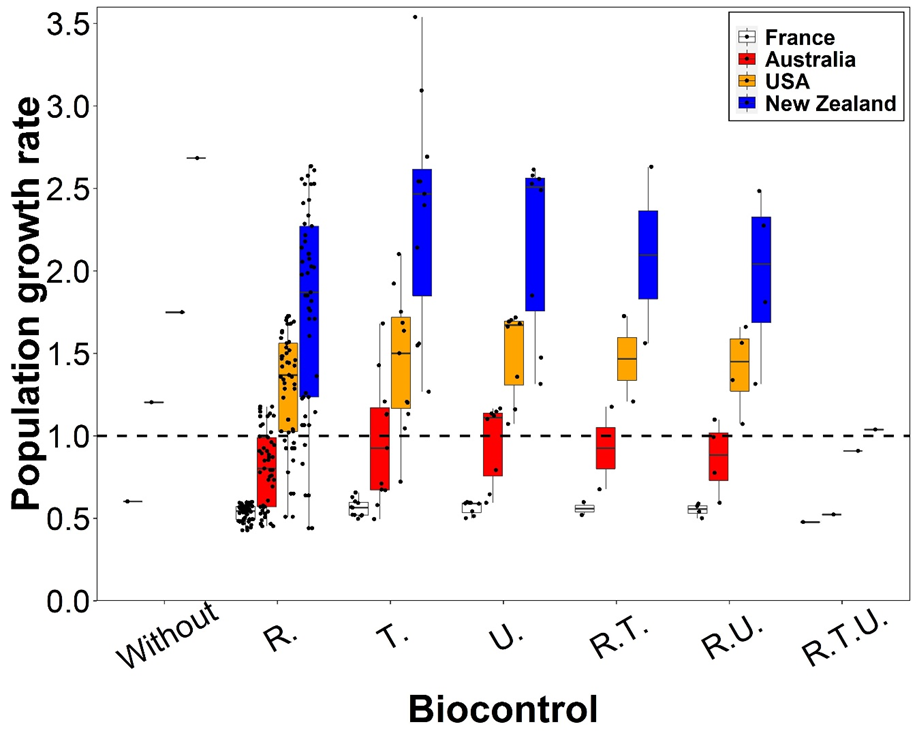 Population growth rate
3.5
3.0
2.5
2.0
1.5
1.0
0.5
0.0
France
Australia
USA
New Zealand
Without
R.
T.
U.
R.T.
R.U.
R.T.U.
Biocontrol